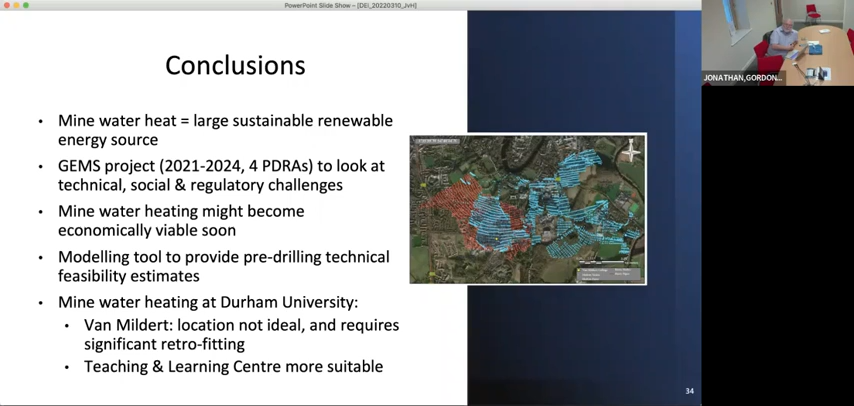 PowerPoint Slide Show – [DEi_20220310_JvH]
Conclusions
• Mine water heat = large sustainable renewable
energy source
• GEMS project (2021-2024, 4 PDRAs) to look at
technical, social & regulatory challenges
• Mine water heating might become
economically viable soon
• Modelling tool to provide pre-drilling technical
feasibility estimates
• Mine water heating at Durham University:
• Van Mildert: location not ideal, and requires
significant retro-fitting
• Teaching & Learning Centre more suitable
34
JONATHAN,GORDON...